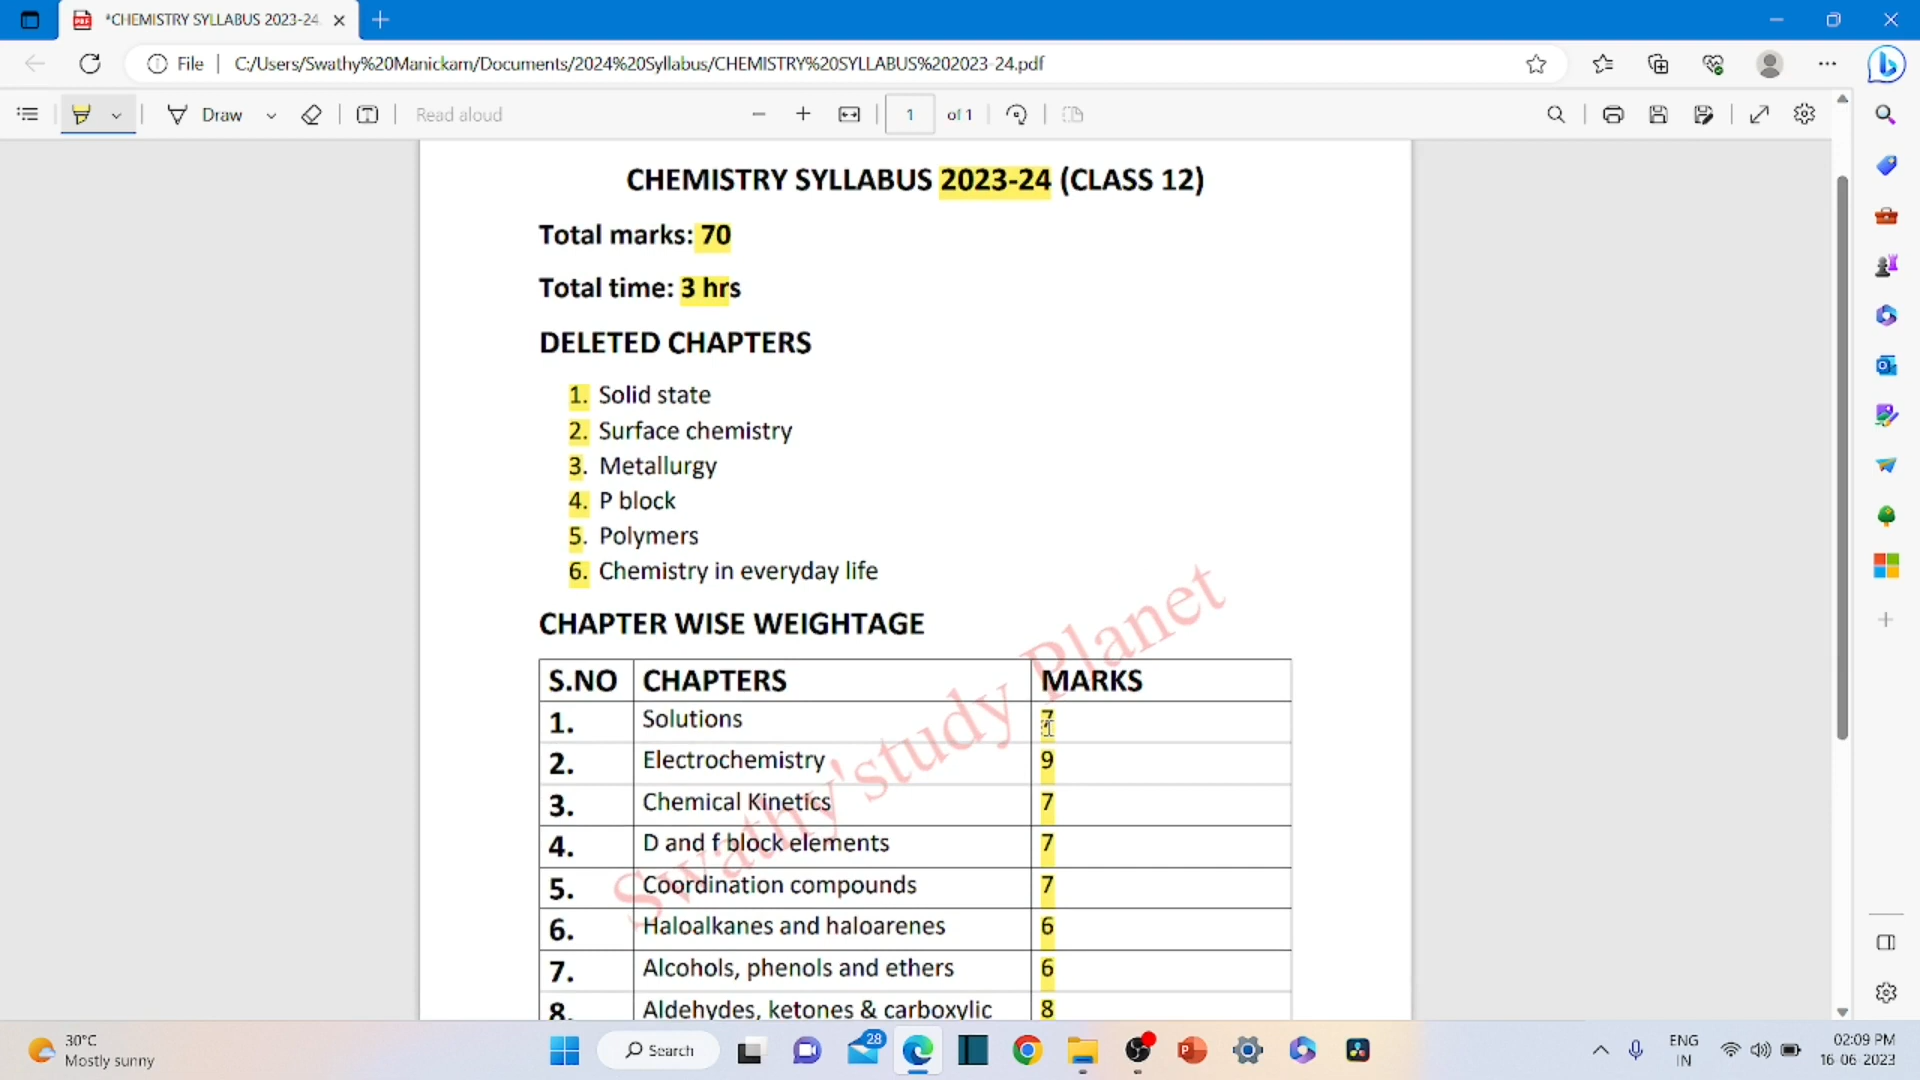 *CHEMISTRY SYLLABUS 2023-24
File | C:/Users/Swathy%20Manickam/Documents/2024%20Syllabus/CHEMISTRY%20SYLLABUS%202023-24.pdf
Draw Read aloud 1 of 1
CHEMISTRY SYLLABUS 2023-24 (CLASS 12)
Total marks: 70
Total time: 3 hrs
DELETED CHAPTERS
1. Solid state
2. Surface chemistry
3. Metallurgy
4. P block
5. Polymers
6. Chemistry in everyday life
CHAPTER WISE WEIGHTAGE
S.NO CHAPTERS MARKS
1. Solutions 7
2. Electrochemistry 9
3. Chemical Kinetics 7
4. D and f block elements 7
5. Coordination compounds 7
6. Haloalkanes and haloarenes 6
7. Alcohols, phenols and ethers 6
8. Aldehydes, ketones & carboxylic 8
Swathy'study Planet
30°C
Mostly sunny
Search
28
ENG
IN
02:09 PM
16-06-2023